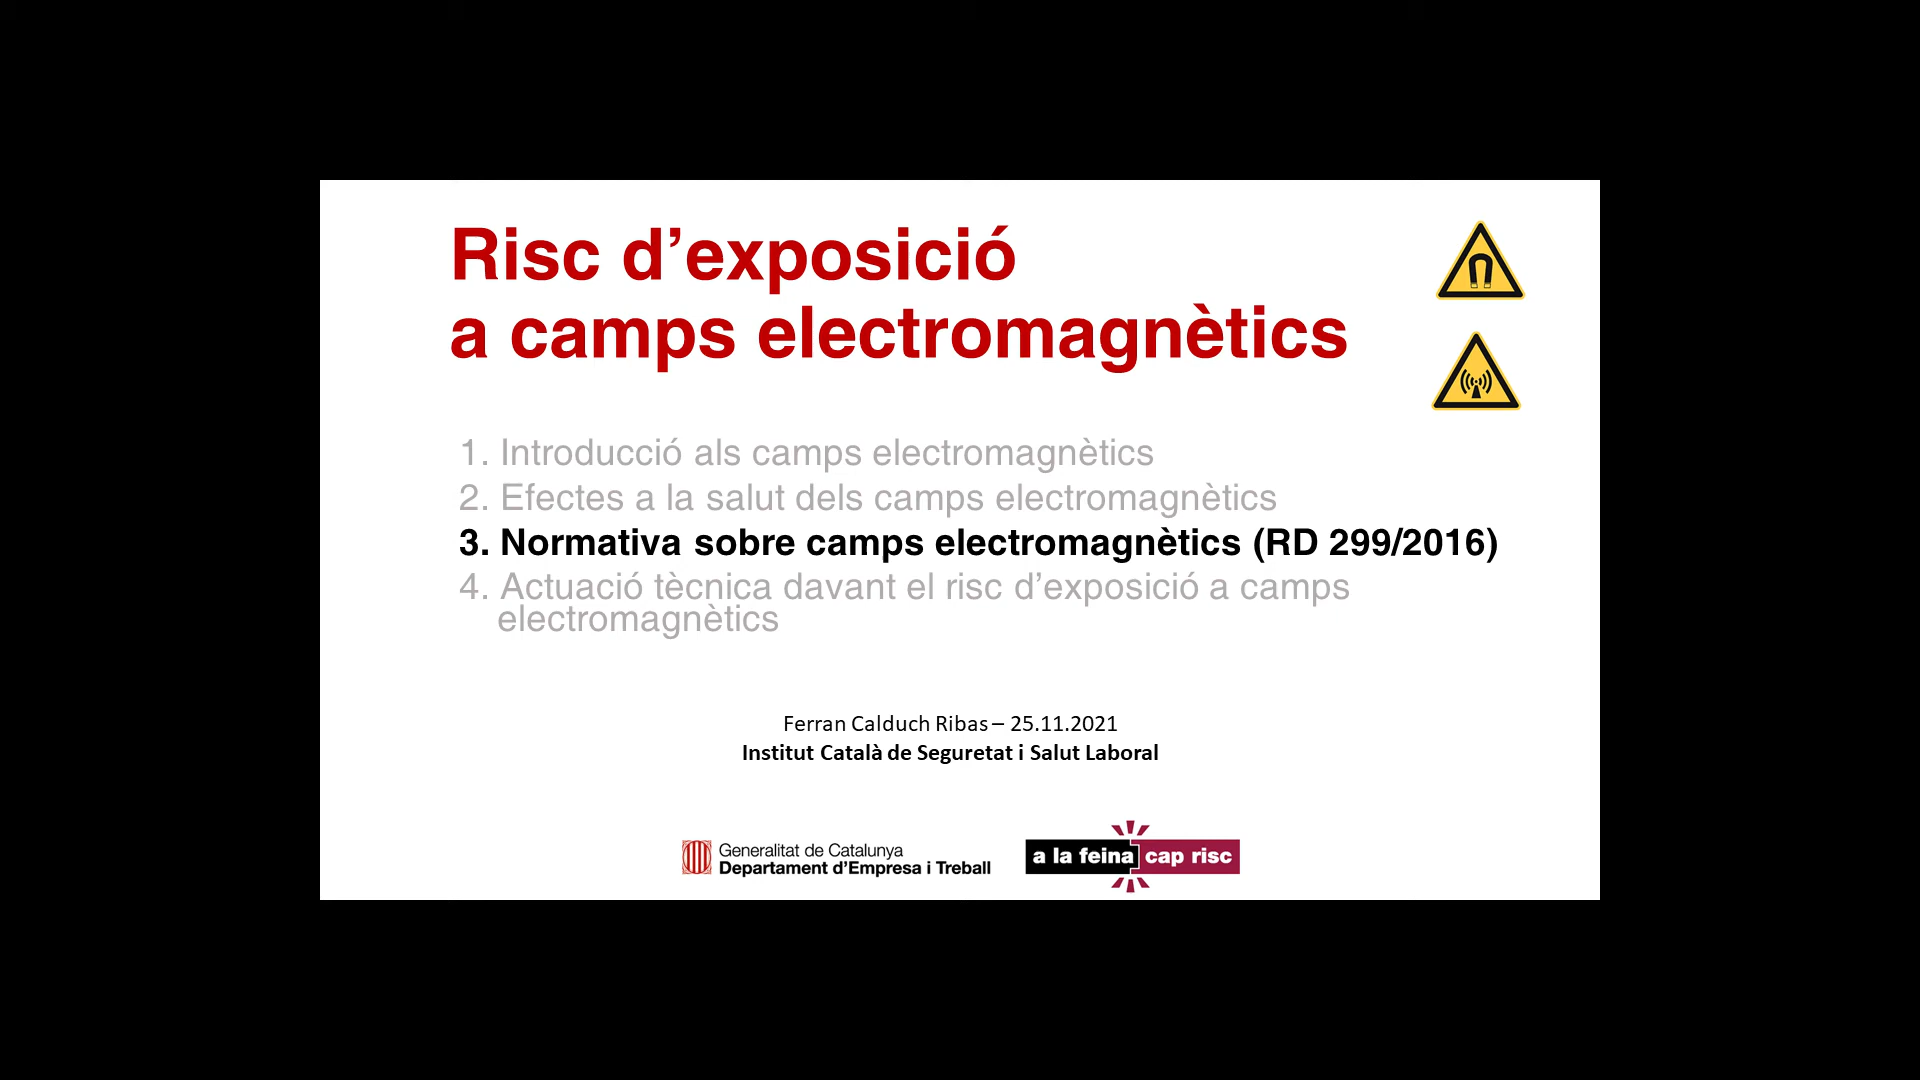 Risc d’exposició
a camps electromagnètics
1. Introducció als camps electromagnètics
2. Efectes a la salut dels camps electromagnètics
3. Normativa sobre camps electromagnètics (RD 299/2016)
4. Actuació tècnica davant el risc d’exposició a camps
electromagnètics
Ferran Calduch Ribas – 25.11.2021
Institut Català de Seguretat i Salut Laboral
Generalitat de Catalunya
Departament d’Empresa i Treball
a la feina cap risc